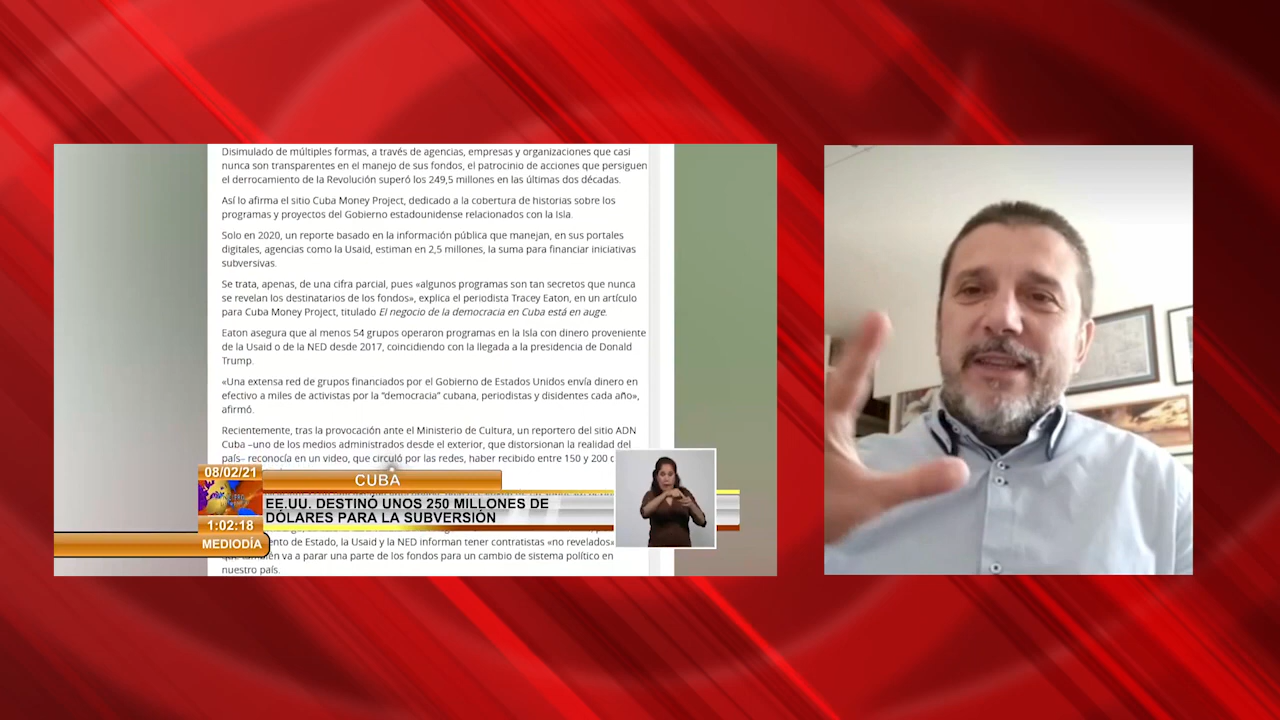 Disimulado de múltiples formas, a través de agencias, empresas y organizaciones que casi
nunca son transparentes en el manejo de sus fondos, el patrocinio de acciones que persiguen
el derrocamiento de la Revolución superó los 249,5 millones en las últimas dos décadas.
Así lo afirma el sitio Cuba Money Project, dedicado a la cobertura de historias sobre los
programas y proyectos del Gobierno estadounidense relacionados con la Isla.
Solo en 2020, un reporte basado en la información pública que manejan, en sus portales
digitales, agencias como la Usaid, estiman en 2,5 millones, la suma para financiar iniciativas
subversivas.
Se trata, apenas, de una cifra parcial, pues «algunos programas son tan secretos que nunca
se revelan los destinatarios de los fondos», explica el periodista Tracey Eaton, en un artículo
para Cuba Money Project, titulado El negocio de la democracia en Cuba está en auge.
Eaton asegura que al menos 54 grupos operaron programas en la Isla con dinero proveniente
de la Usaid o de la NED desde 2017, coincidiendo con la llegada a la presidencia de Donald
Trump.
«Una extensa red de grupos financiados por el Gobierno de Estados Unidos envía dinero en
efectivo a miles de activistas por la "democracia" cubana, periodistas y disidentes cada año»,
afirmó.
Recientemente, tras la provocación ante el Ministerio de Cultura, un reportero del sitio ADN
Cuba –uno de los medios administrados desde el exterior, que distorsionan la realidad del
país– reconocía en un video, que circuló por las redes, haber recibido entre 150 y 200
08/02/21
CUBA
EE.UU. DESTINÓ UNOS 250 MILLONES DE
DÓLARES PARA LA SUBVERSIÓN
1:02:18
MEDIODÍA
de Estado, la Usaid y la NED informan tener contratistas «no revelados»
va a parar una parte de los fondos para un cambio de sistema político en
nuestro país.